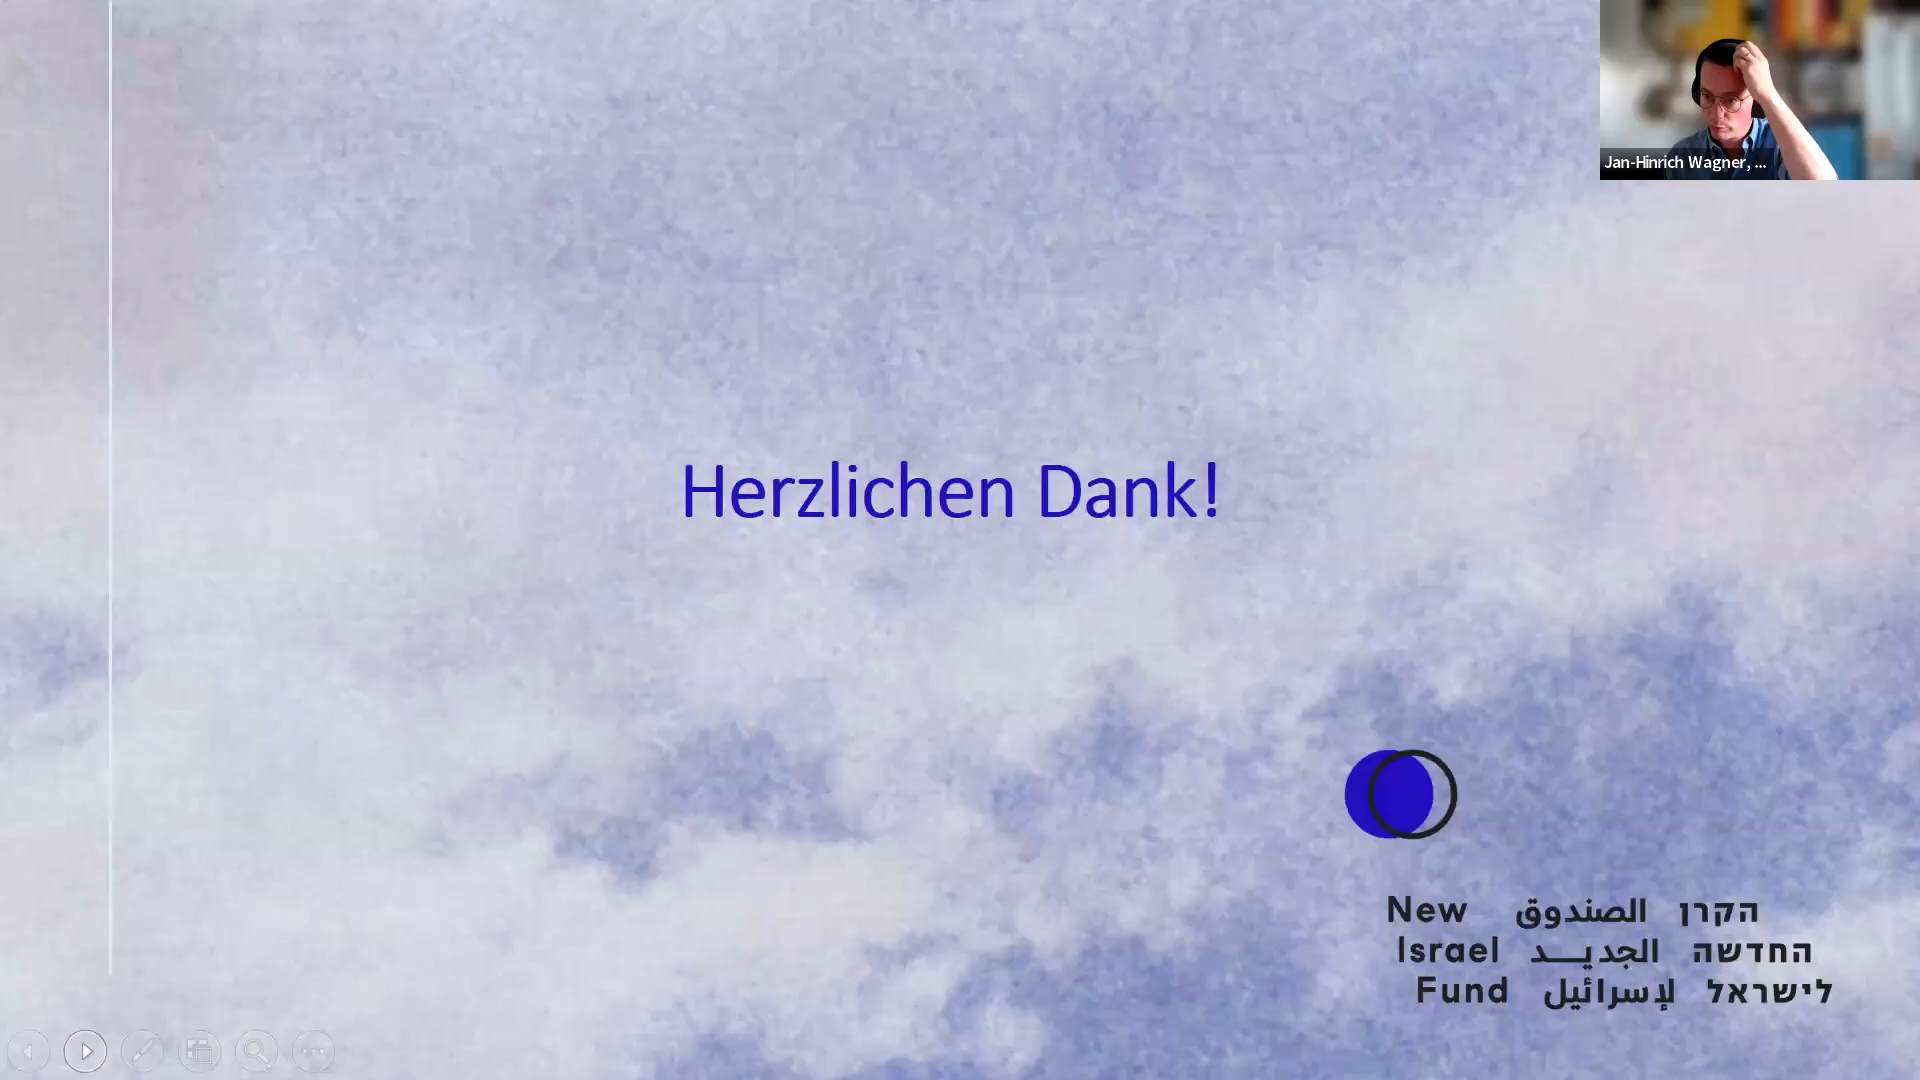 Jan-Hinrich Wagner, ...
Herzlichen Dank!
New الصندوق הקרן
Israel الجديـــد החדשה
Fund لإسرائيل לישראל